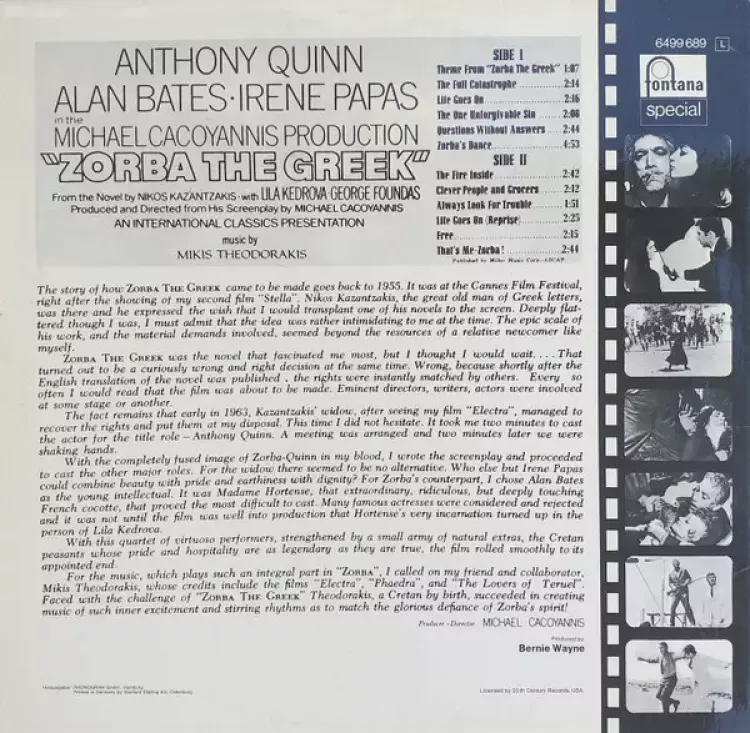 ANTHONY QUINN
ALAN BATES·IRENE PAPAS
in the
MICHAEL CACOYANNIS PRODUCTION
"ZORBA THE GREEK"
From the Novel by NIKOS KAZANTZAKIS · with LILA KEDROVA · GEORGE FOUNDAS
Produced and Directed from His Screenplay by MICHAEL CACOYANNIS
AN INTERNATIONAL CLASSICS PRESENTATION
music by
MIKIS THEODORAKIS
SIDE I
Theme From "Zorba The Greek" 1:07
The Full Catastrophe 2:14
Life Goes On 2:16
The One Unforgivable Sin 2:06
Questions Without Answers 2:44
Zorba's Dance 4:53
SIDE II
The Fire Inside 2:42
Clever People and Grocers 2:12
Always Look For Trouble 1:51
Life Goes On (Reprise) 2:25
Free 2:15
That's Me-Zorba! 2:44
Published by Miller Music Corp.-ASCAP
6499 689 L
fontana
special
The story of how ZORBA THE GREEK came to be made goes back to 1955. It was at the Cannes Film Festival,
right after the showing of my second film "Stella". Nikos Kazantzakis, the great old man of Greek letters,
was there and he expressed the wish that I would transplant one of his novels to the screen. Deeply flat-
tered though I was, I must admit that the idea was rather intimidating to me at the time. The epic scale of
his work, and the material demands involved, seemed beyond the resources of a relative newcomer like
myself.
ZORBA THE GREEK was the novel that fascinated me most, but I thought I would wait. . . . That
turned out to be a curiously wrong and right decision at the same time. Wrong, because shortly after the
English translation of the novel was published . the rights were instantly snatched by others. Every so
often I would read that the film was about to be made. Eminent directors, writers, actors were involved
at some stage or another.
The fact remains that early in 1963, Kazantzakis' widow, after seeing my film "Electra", managed to
recover the rights and put them at my disposal. This time I did not hesitate. It took me two minutes to cast
the actor for the title role – Anthony Quinn. A meeting was arranged and two minutes later we were
shaking hands.
With the completely fused image of Zorba-Quinn in my blood, I wrote the screenplay and proceeded
to cast the other major roles. For the widow there seemed to be no alternative. Who else but Irene Papas
could combine beauty with pride and earthiness with dignity? For Zorba's counterpart, I chose Alan Bates
as the young intellectual. It was Madame Hortense, that extraordinary, ridiculous, but deeply touching
French cocotte, that proved the most difficult to cast. Many famous actresses were considered and rejected
and it was not until the film was well into production that Hortense's very incarnation turned up in the
person of Lila Kedrova.
With this quartet of virtuoso performers, strengthened by a small army of natural extras, the Cretan
peasants whose pride and hospitality are as legendary as they are true, the film rolled smoothly to its
appointed end.
For the music, which plays such an integral part in "ZORBA", I called on my friend and collaborator,
Mikis Theodorakis, whose credits include the films "Electra", "Phaedra", and "The Lovers of Teruel".
Faced with the challenge of "ZORBA THE GREEK" Theodorakis, a Cretan by birth, succeeded in creating
music of such inner excitement and stirring rhythms as to match the glorious defiance of Zorba's spirit!
Producer - Director MICHAEL CACOYANNIS
Produced by
Bernie Wayne
Licensed by 20th Century Records, USA